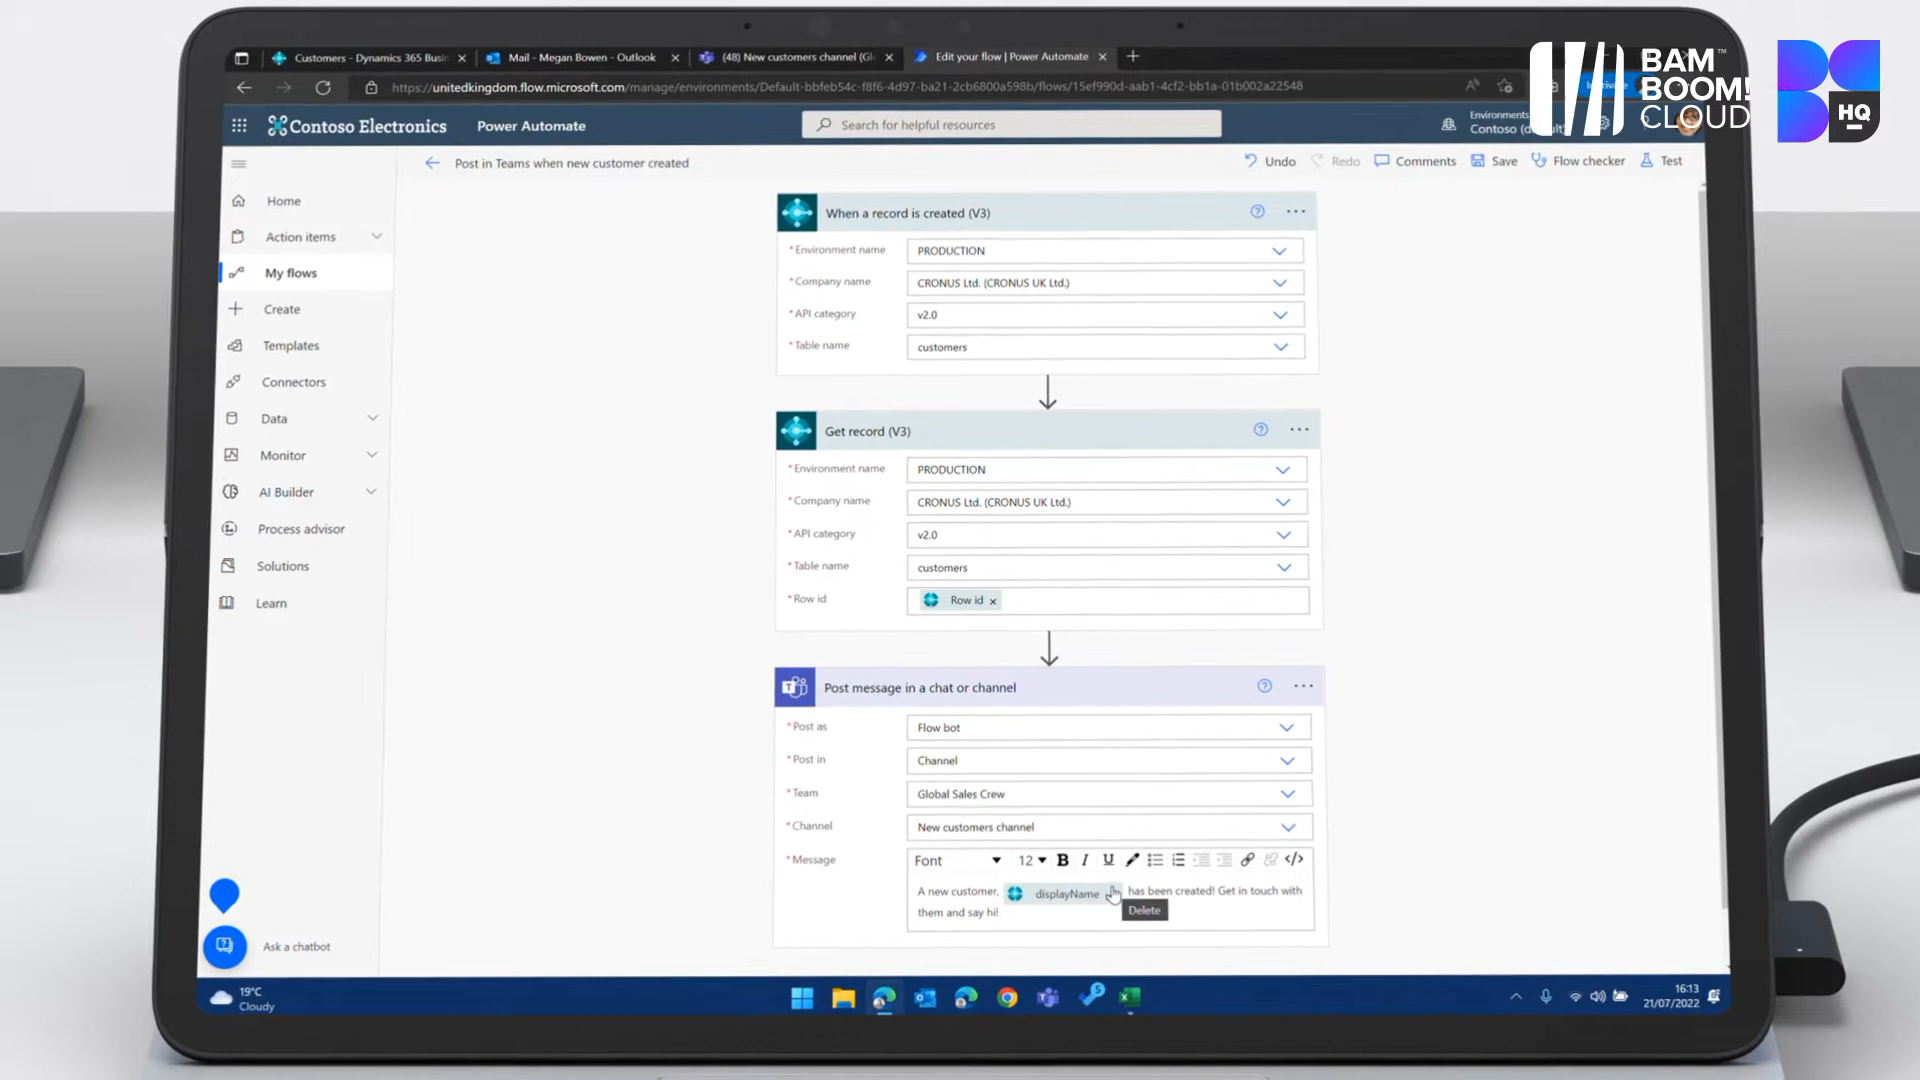 Customers - Dynamics 365 Busi
Mail - Megan Bowen - Outlook
(48) New customers channel (Gl
Edit your flow | Power Automate
https://unitedkingdom.flow.microsoft.com/manage/environments/Default-bbfeb54c-f8f6-4d97-ba21-2cb6800a598b/flows/15ef990d-aab1-4cf2-bb1a-01b002a22548
BAM
BOOM!
CLOUD
™
HQ
Contoso Electronics
Power Automate
Search for helpful resources
Environments
Contoso (
Post in Teams when new customer created
Undo
Redo
Comments
Save
Flow checker
Test
Home
Action items
My flows
Create
Templates
Connectors
Data
Monitor
AI Builder
Process advisor
Solutions
Learn
Ask a chatbot
When a record is created (V3)
*Environment name
PRODUCTION
*Company name
CRONUS Ltd. (CRONUS UK Ltd.)
*API category
v2.0
*Table name
customers
Get record (V3)
*Environment name
PRODUCTION
*Company name
CRONUS Ltd. (CRONUS UK Ltd.)
*API category
v2.0
*Table name
customers
*Row id
Row id ×
Post message in a chat or channel
*Post as
Flow bot
*Post in
Channel
*Team
Global Sales Crew
*Channel
New customers channel
*Message
Font
12
B
I
U
</>
A new customer, displayName has been created! Get in touch with
them and say hi!
Delete
19°C
Cloudy
5
16:13
21/07/2022